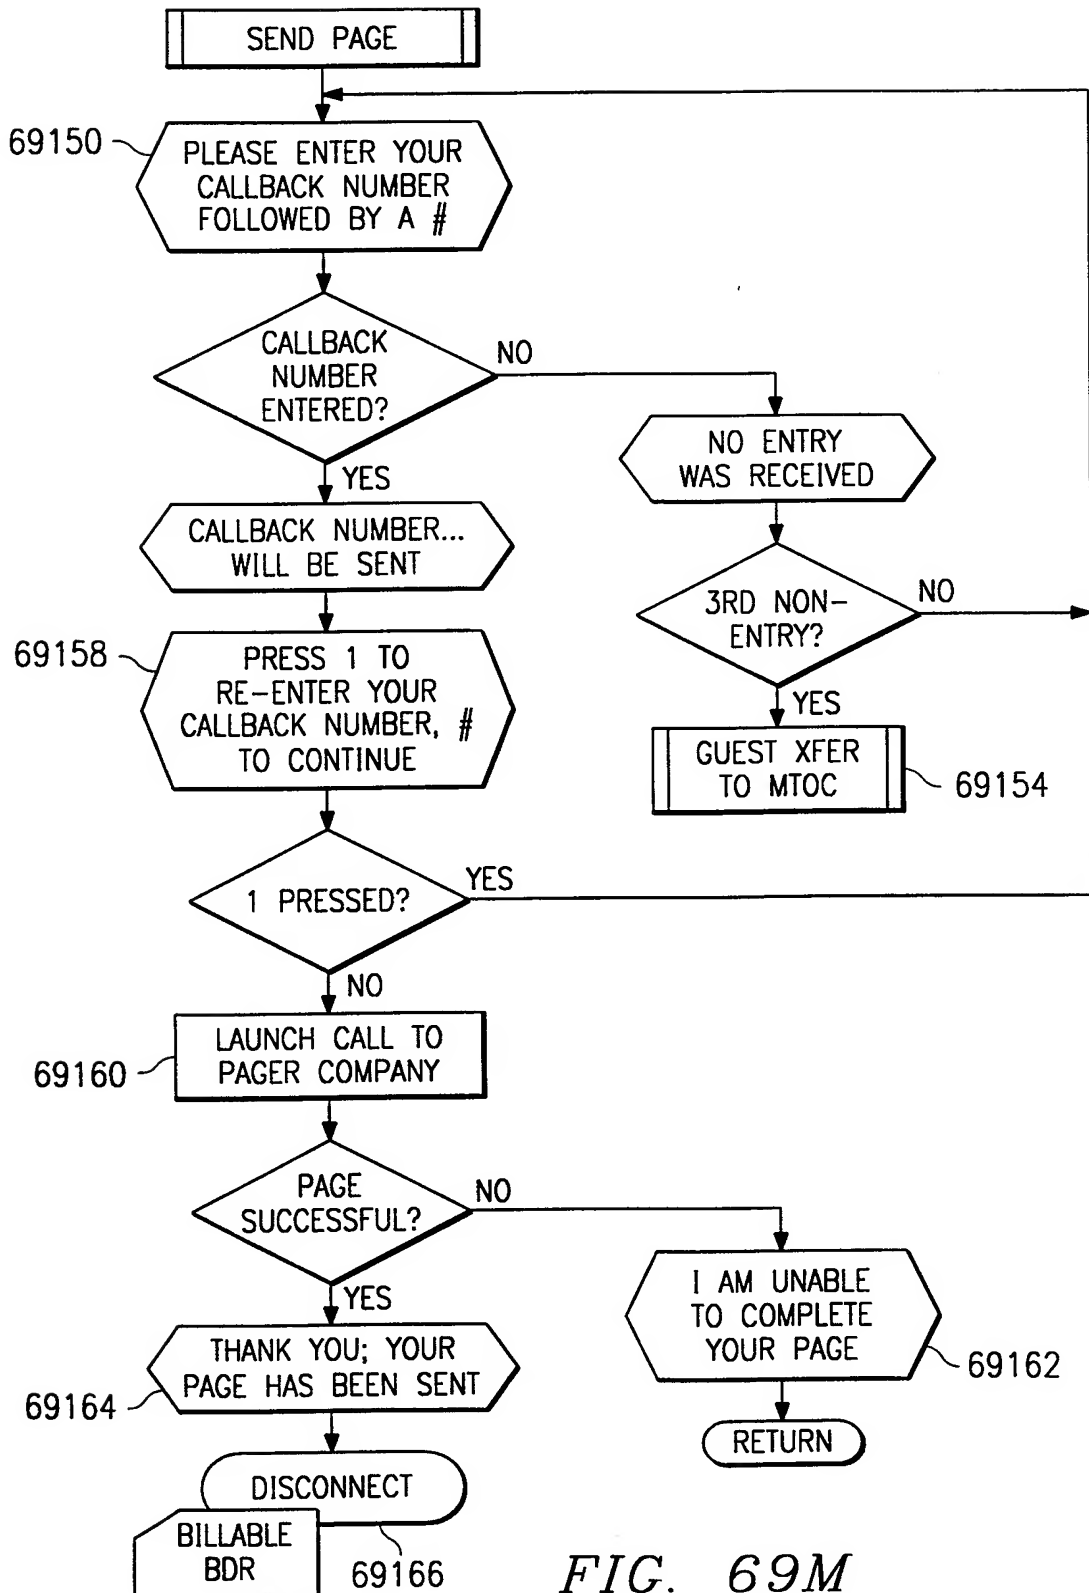 SEND PAGE
69150
PLEASE ENTER YOUR
CALLBACK NUMBER
FOLLOWED BY A #
CALLBACK
NUMBER
ENTERED?
NO
YES
NO ENTRY
WAS RECEIVED
CALLBACK NUMBER...
WILL BE SENT
3RD NON-
ENTRY?
NO
YES
69158
PRESS 1 TO
RE-ENTER YOUR
CALLBACK NUMBER, #
TO CONTINUE
GUEST XFER
TO MTOC
69154
1 PRESSED?
YES
NO
69160
LAUNCH CALL TO
PAGER COMPANY
PAGE
SUCCESSFUL?
NO
YES
I AM UNABLE
TO COMPLETE
YOUR PAGE
69162
THANK YOU; YOUR
PAGE HAS BEEN SENT
69164
RETURN
DISCONNECT
BILLABLE
BDR
69166
FIG. 69M